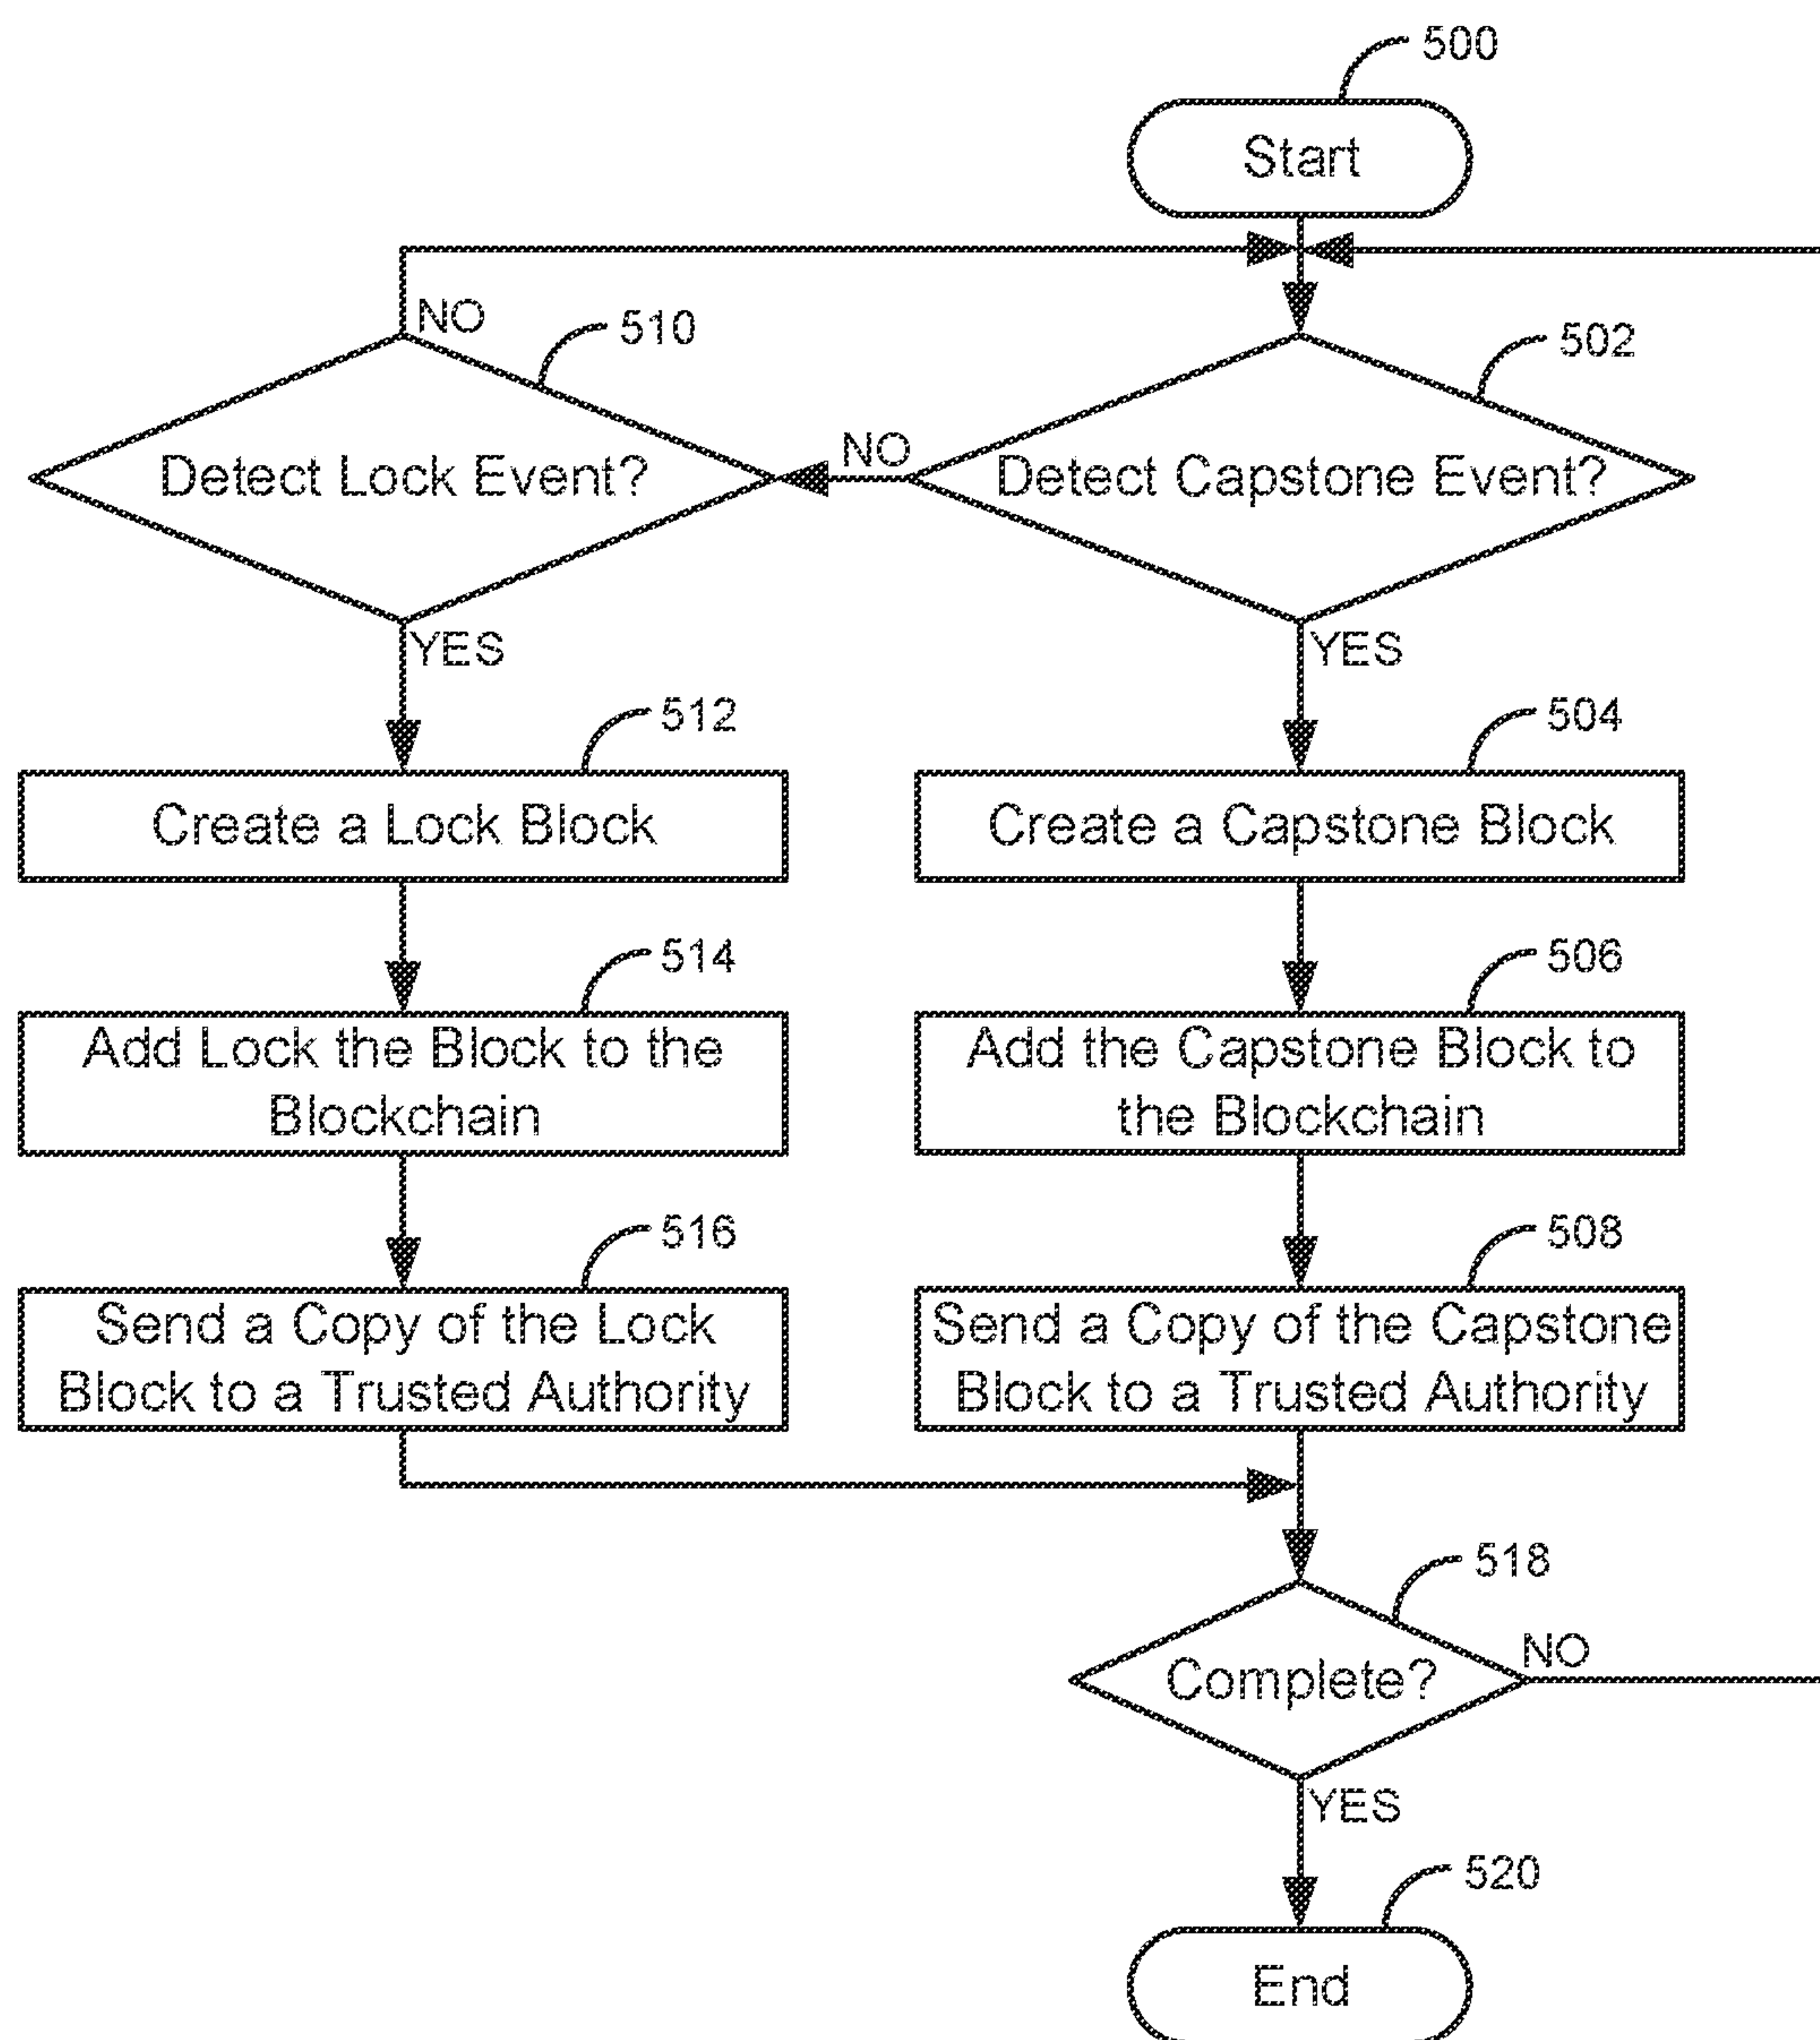 500
Start
NO
510
502
Detect Lock Event?
NO
Detect Capstone Event?
YES
YES
512
504
Create a Lock Block
Create a Capstone Block
514
506
Add Lock the Block to the
Blockchain
Add the Capstone Block to
the Blockchain
516
508
Send a Copy of the Lock
Block to a Trusted Authority
Send a Copy of the Capstone
Block to a Trusted Authority
518
Complete?
NO
YES
520
End